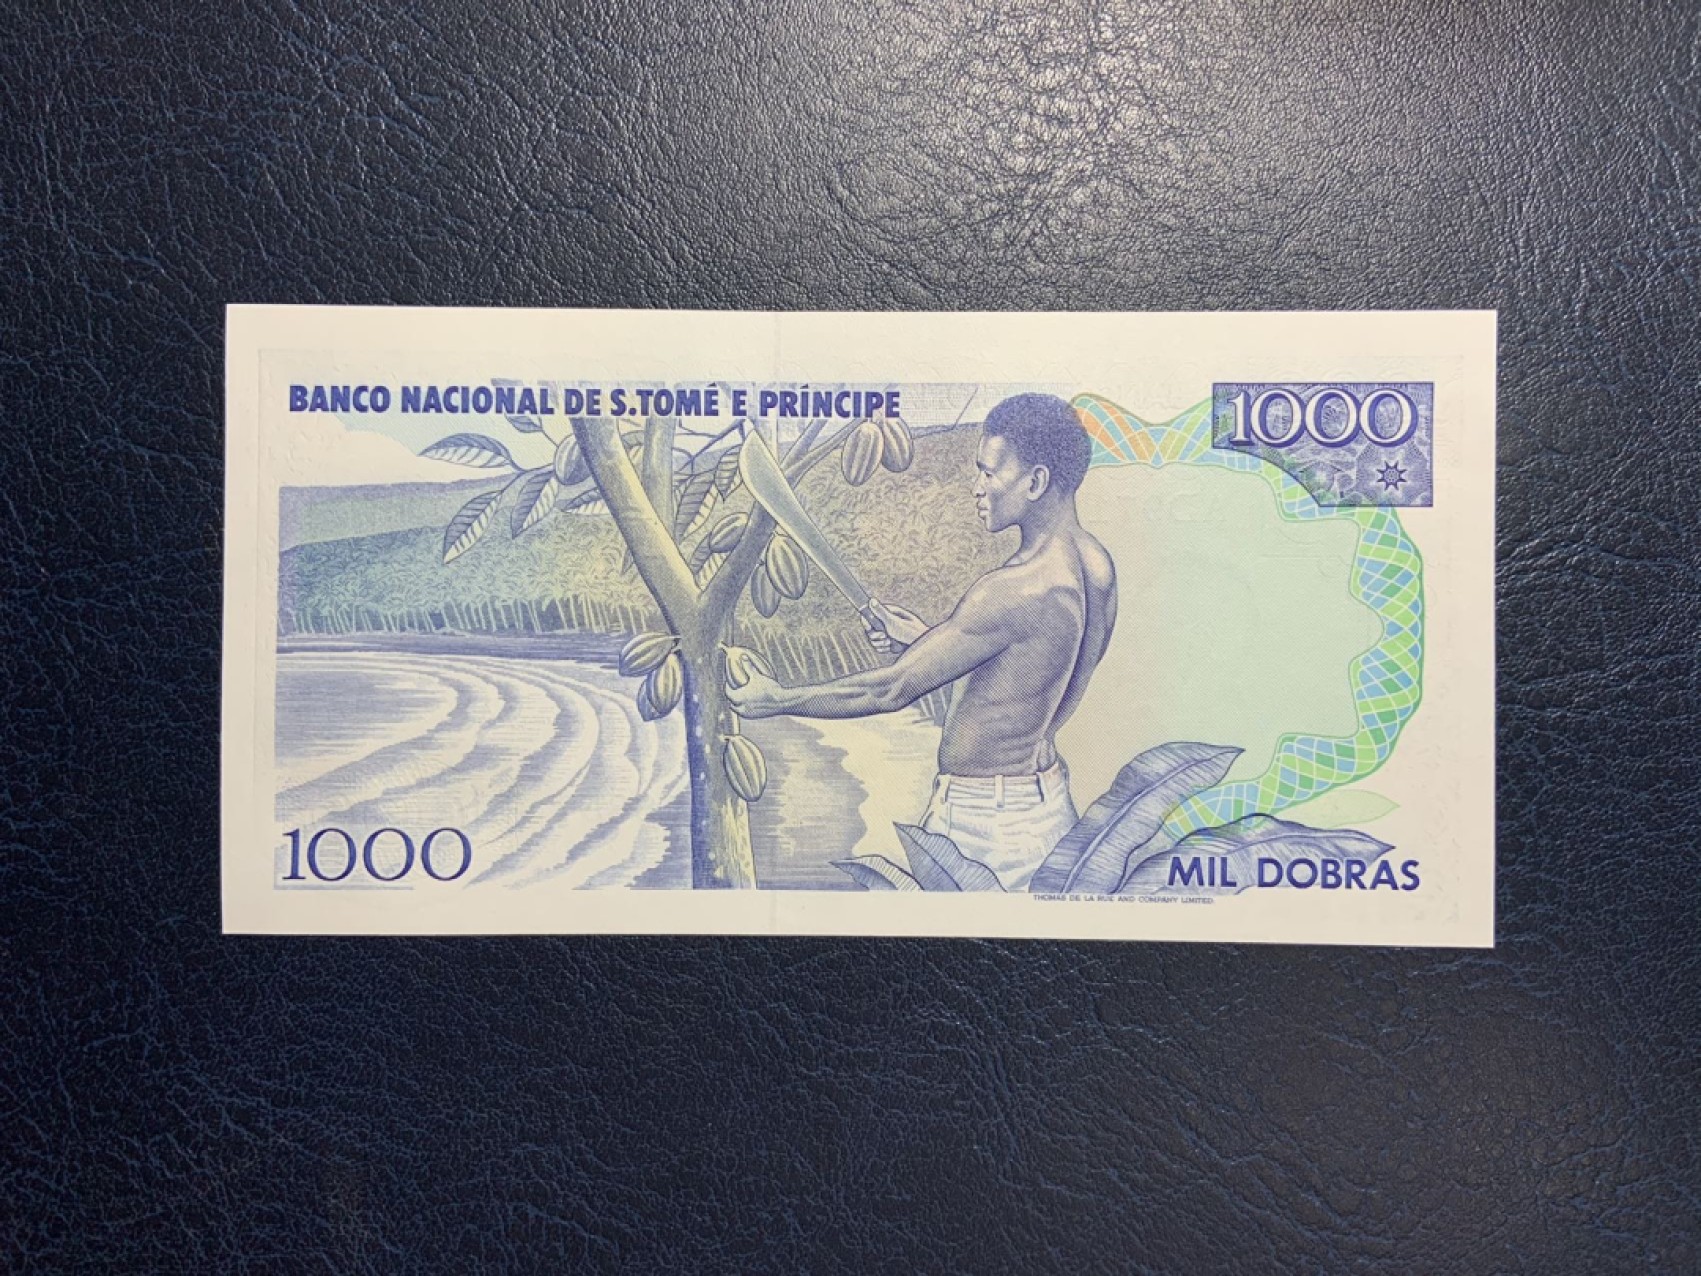 BANCO NACIONAL DE S.TOMÉ E PRÍNCIPE
1000
1000
MIL DOBRAS
THOMAS DE LA RUE AND COMPANY LIMITED.